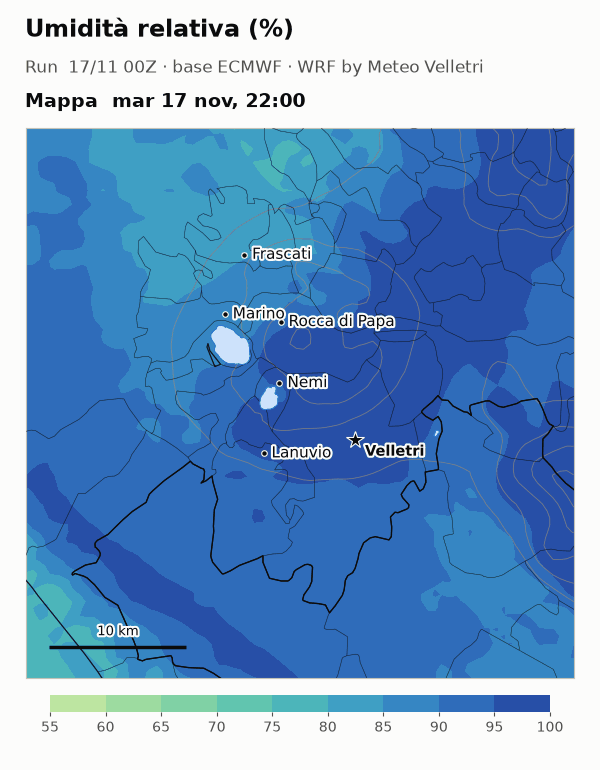 Umidità relativa (%)
Run  17/11 00Z · base ECMWF · WRF by Meteo Velletri
Mappa  mar 17 nov, 22:00
Frascati
Marino
Rocca di Papa
Nemi
Velletri
Lanuvio
10 km
55 60 65 70 75 80 85 90 95 100